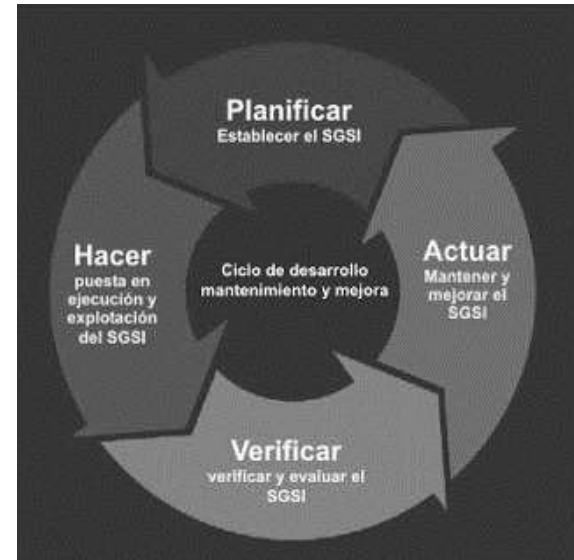 Planificar
Establecer el SGSI
Hacer
puesta en
ejecución y
explotación
del SGSI
Ciclo de desarrollo
mantenimiento y mejora
Actuar
Mantener y
mejorar el
SGSI
Verificar
verificar y evaluar el
SGSI